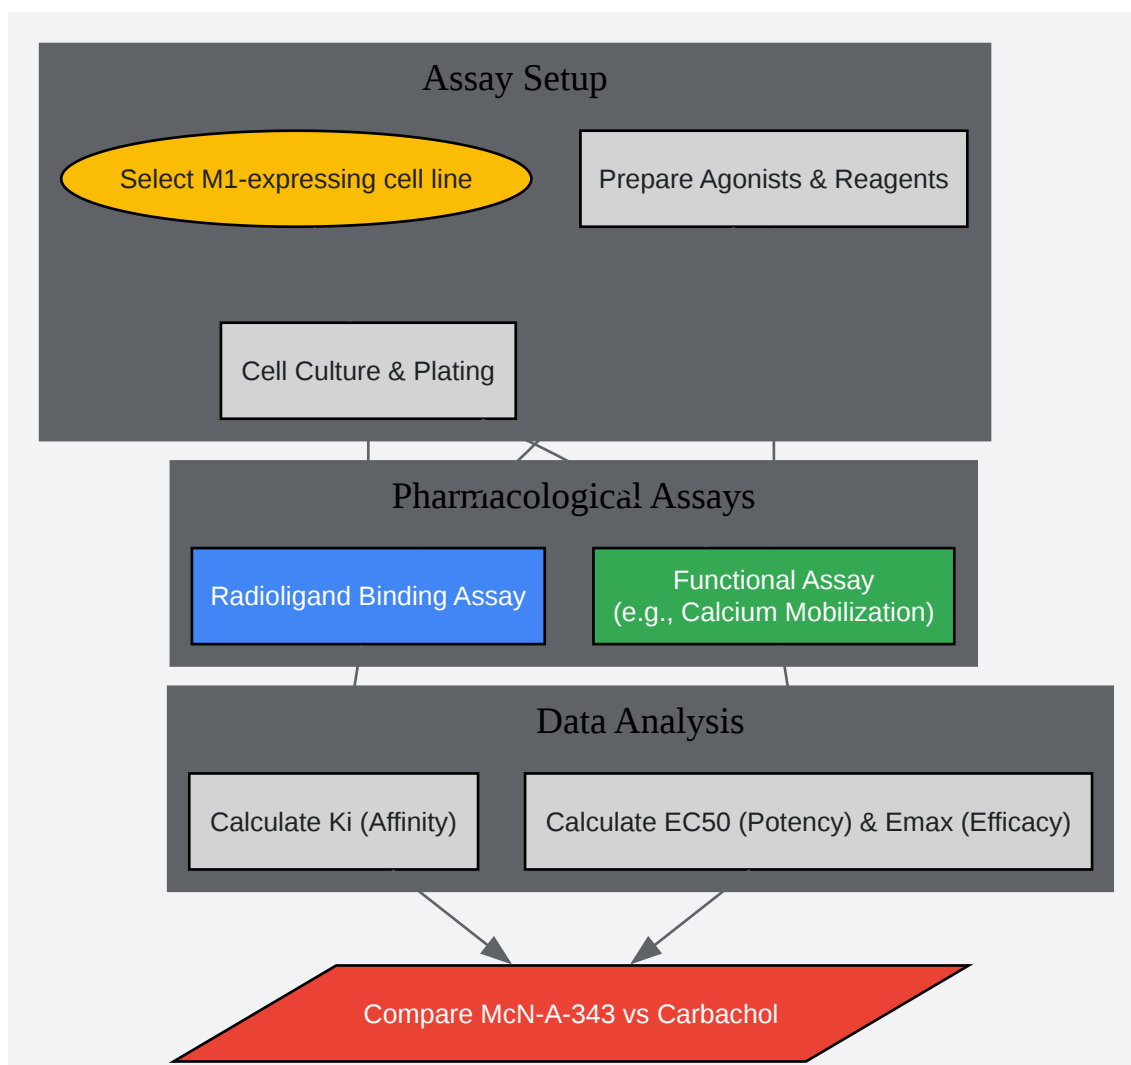 Assay Setup
Select M1-expressing cell line
Prepare Agonists & Reagents
Cell Culture & Plating
Pharmacological Assays
Radioligand Binding Assay
Functional Assay
(e.g., Calcium Mobilization)
Data Analysis
Calculate Ki (Affinity)
Calculate EC50 (Potency) & Emax (Efficacy)
Compare McN-A-343 vs Carbachol